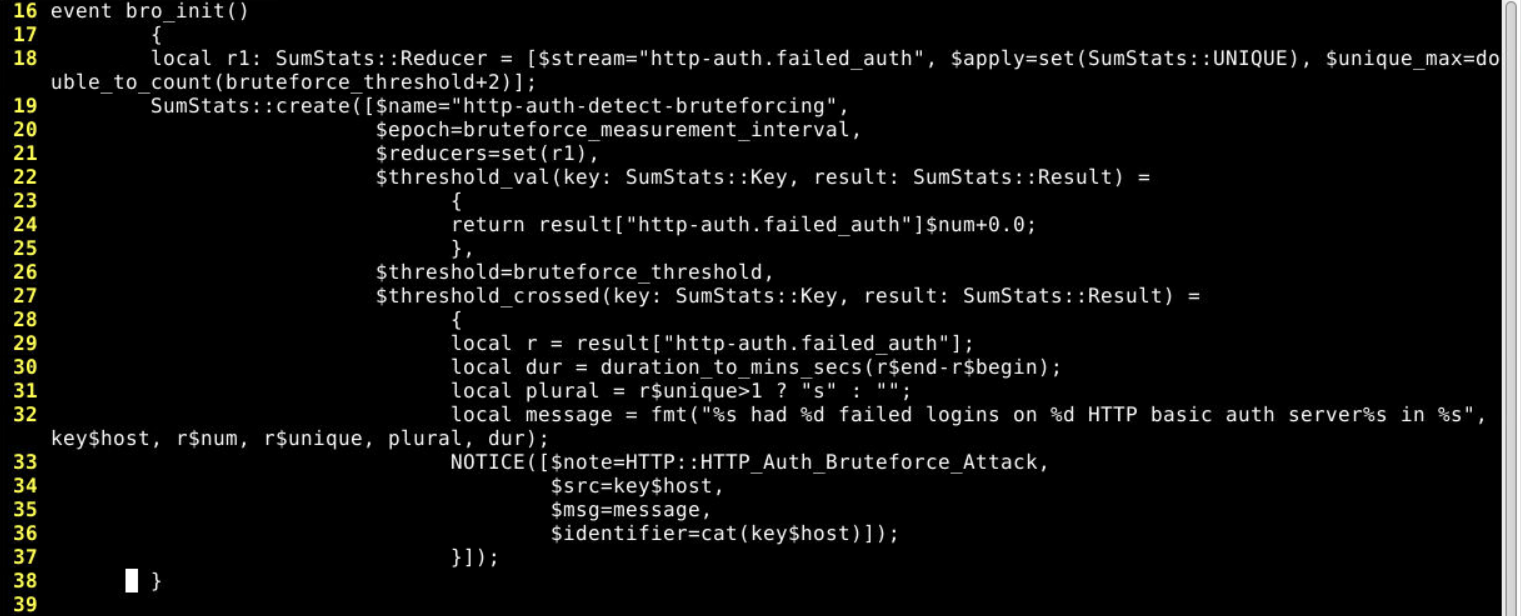 16 event bro_init()
17         {
18         local r1: SumStats::Reducer = [$stream="http-auth.failed_auth", $apply=set(SumStats::UNIQUE), $unique_max=do
uble_to_count(bruteforce_threshold+2)];
19         SumStats::create([$name="http-auth-detect-bruteforcing",
20                           $epoch=bruteforce_measurement_interval,
21                           $reducers=set(r1),
22                           $threshold_val(key: SumStats::Key, result: SumStats::Result) =
23                                 {
24                                 return result["http-auth.failed_auth"]$num+0.0;
25                                 },
26                           $threshold=bruteforce_threshold,
27                           $threshold_crossed(key: SumStats::Key, result: SumStats::Result) =
28                                 {
29                                 local r = result["http-auth.failed_auth"];
30                                 local dur = duration_to_mins_secs(r$end-r$begin);
31                                 local plural = r$unique>1 ? "s" : "";
32                                 local message = fmt("%s had %d failed logins on %d HTTP basic auth server%s in %s",
key$host, r$num, r$unique, plural, dur);
33                                 NOTICE([$note=HTTP::HTTP_Auth_Bruteforce_Attack,
34                                         $src=key$host,
35                                         $msg=message,
36                                         $identifier=cat(key$host)]);
37                                 }]);
38         }
39